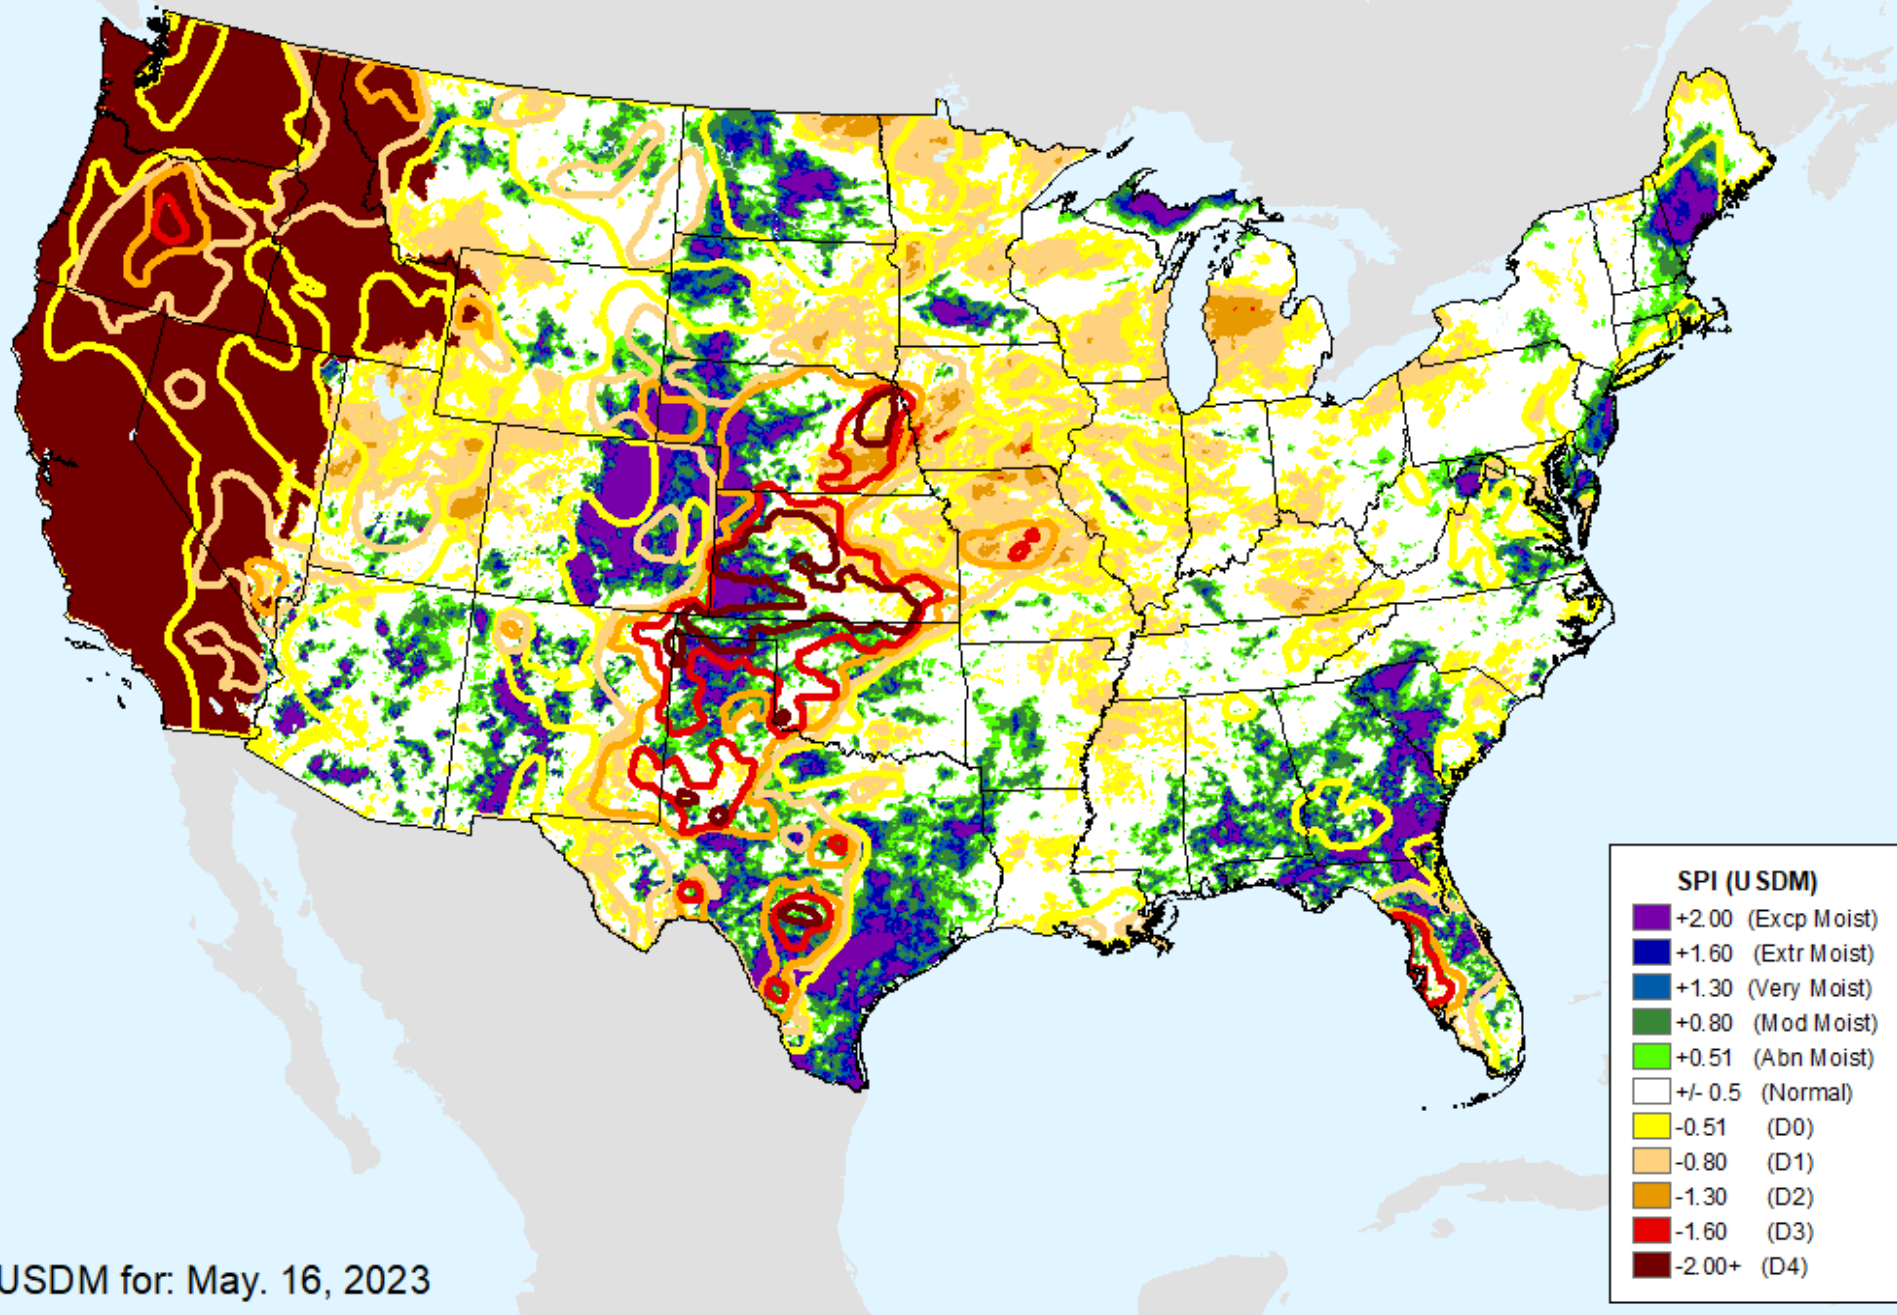 SPI (USDM)
+2.00 (Excp Moist)
+1.60 (Extr Moist)
+1.30 (Very Moist)
+0.80 (Mod Moist)
+0.51 (Abn Moist)
+/- 0.5 (Normal)
-0.51 (D0)
-0.80 (D1)
-1.30 (D2)
-1.60 (D3)
-2.00+ (D4)
USDM for: May. 16, 2023